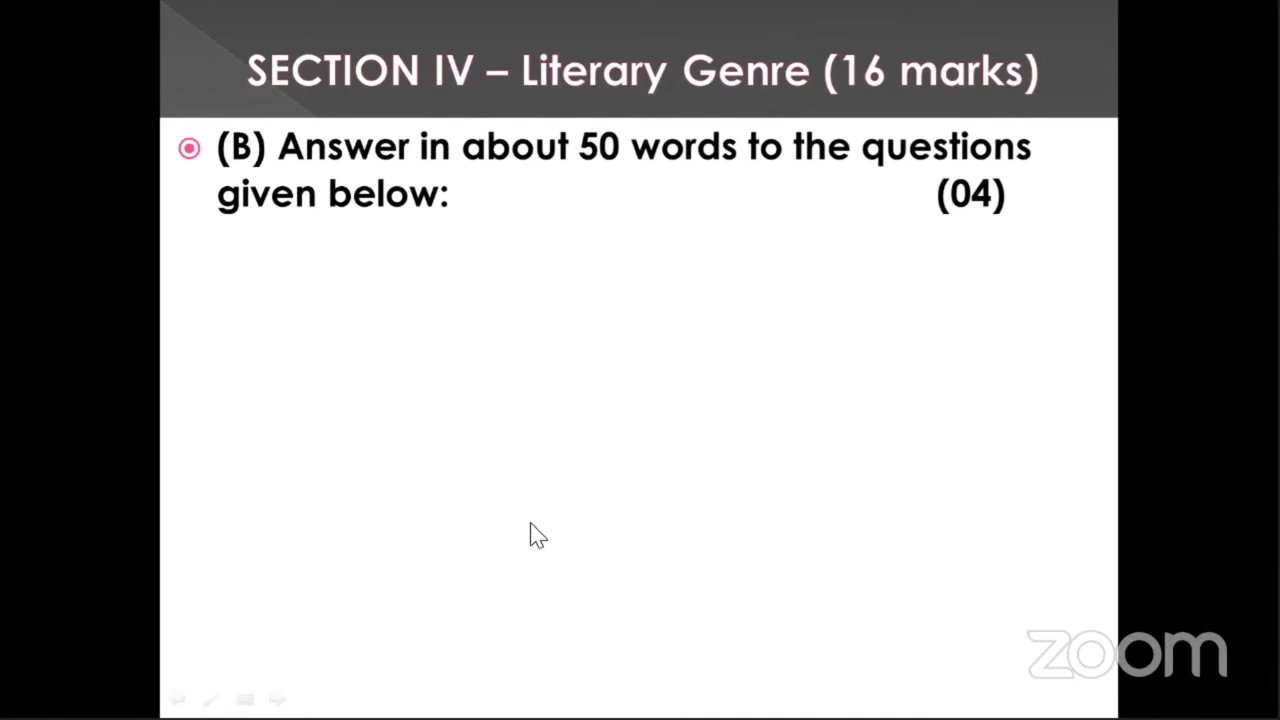 SECTION IV – Literary Genre (16 marks)
(B) Answer in about 50 words to the questions
given below: (04)
zoom